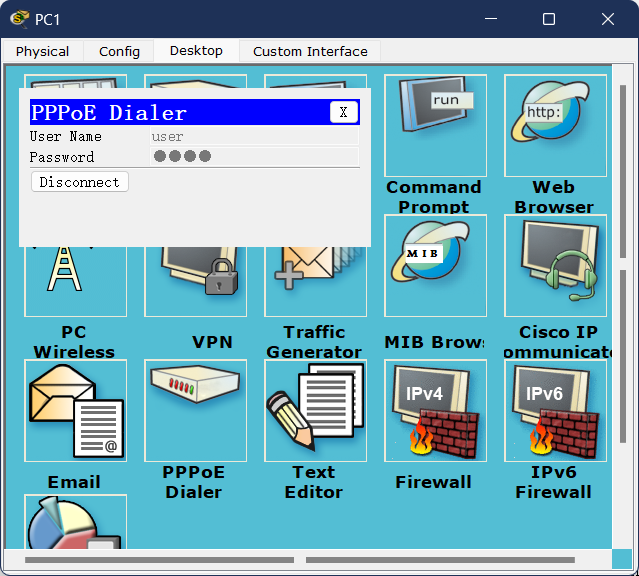 PC1
Physical Config Desktop Custom Interface
PPPoE Dialer X
User Name user
Password
Disconnect
run
http:
Command Prompt
Web Browser
MIB
PC Wireless
VPN
Traffic Generator
MIB Brows
Cisco IP ommunicato
@
IPv4
IPv6
Email
PPPoE Dialer
Text Editor
Firewall
IPv6 Firewall